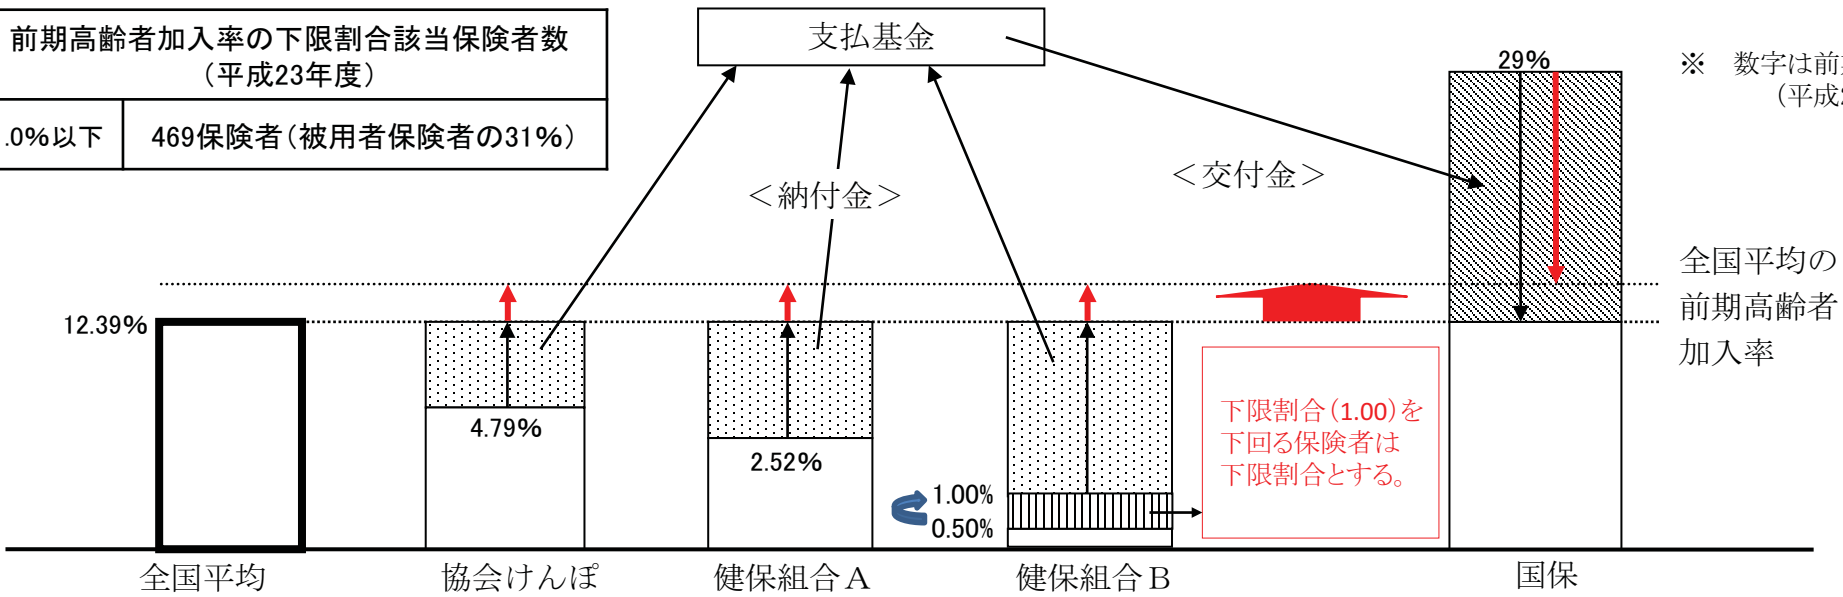 前期高齢者加入率の下限割合該当保険者数
（平成23年度）
.0%以下
469保険者（被用者保険者の31%）
支払基金
29%
※　数字は前
（平成
＜納付金＞
＜交付金＞
12.39%
4.79%
2.52%
1.00%
0.50%
下限割合（1.00）を
下回る保険者は
下限割合とする。
全国平均の
前期高齢者
加入率
全国平均
協会けんぽ
健保組合Ａ
健保組合Ｂ
国保